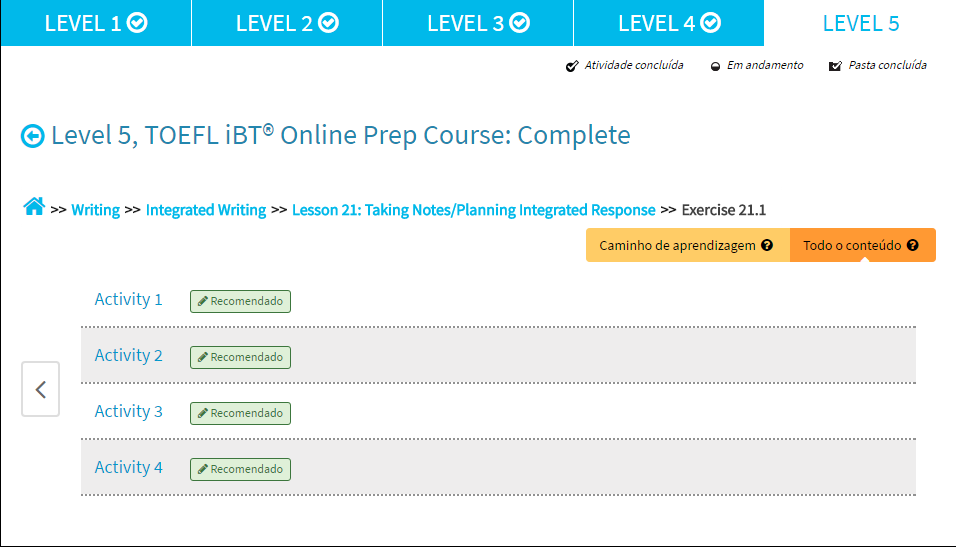 LEVEL 1 LEVEL 2 LEVEL 3 LEVEL 4 LEVEL 5
Atividade concluída Em andamento Pasta concluída
Level 5, TOEFL iBT® Online Prep Course: Complete
>> Writing >> Integrated Writing >> Lesson 21: Taking Notes/Planning Integrated Response >> Exercise 21.1
Caminho de aprendizagem ? Todo o conteúdo ?
Activity 1 Recomendado
Activity 2 Recomendado
Activity 3 Recomendado
Activity 4 Recomendado